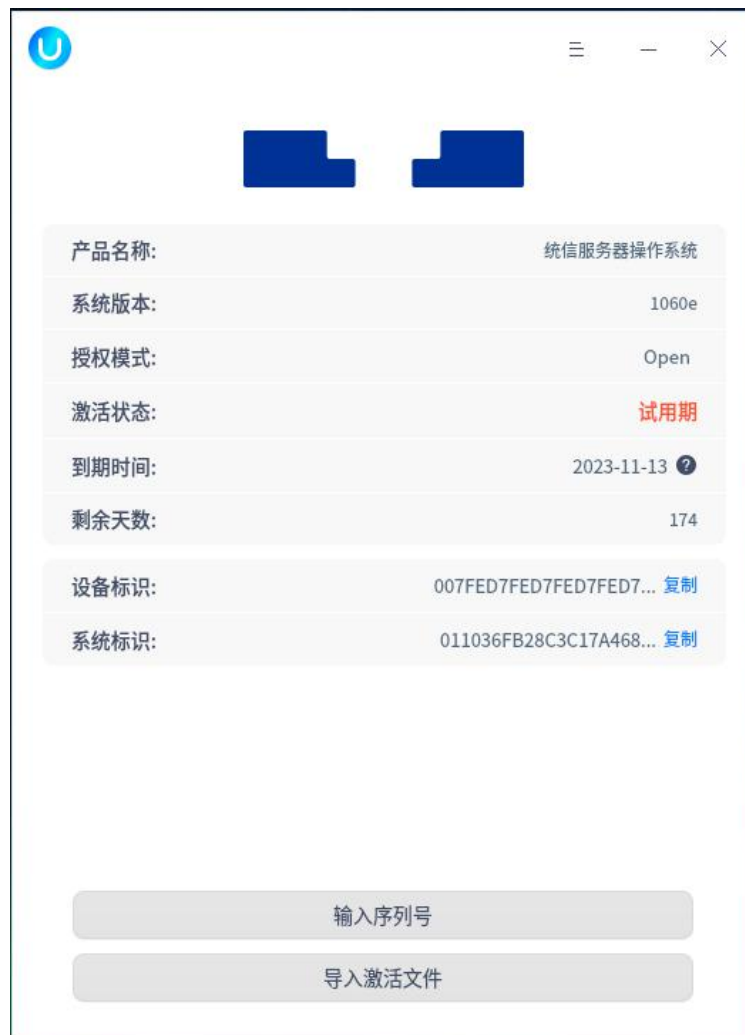 产品名称: 统信服务器操作系统
系统版本: 1060e
授权模式: Open
激活状态: 试用期
到期时间: 2023-11-13
剩余天数: 174
设备标识: 007FED7FED7FED7FED7... 复制
系统标识: 011036FB28C3C17A468... 复制
输入序列号
导入激活文件